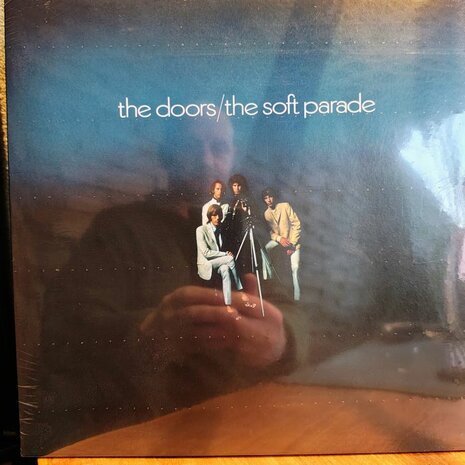 the doors/the soft parade